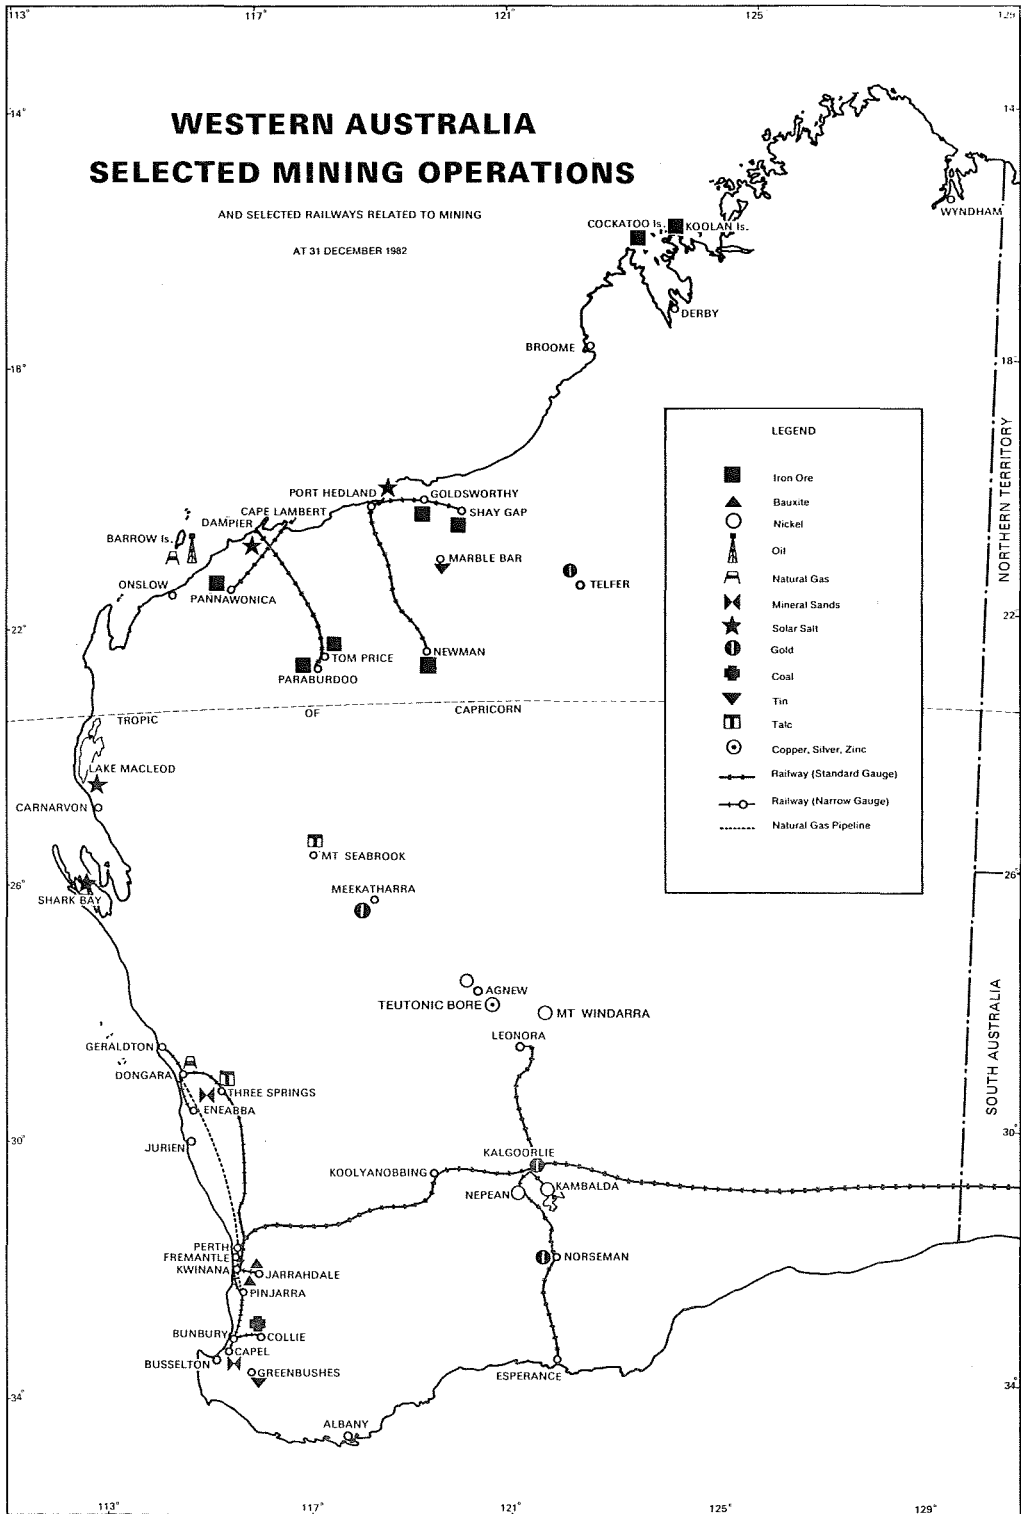 113°
117°
121°
125
129°
WESTERN AUSTRALIA
SELECTED MINING OPERATIONS
AND SELECTED RAILWAYS RELATED TO MINING
AT 31 DECEMBER 1982
14°
14
COCKATOO Is.
KOOLAN Is.
WYNDHAM
DERBY
BROOME
18°
18
LEGEND
Iron Ore
Bauxite
Nickel
Oil
Natural Gas
Mineral Sands
Solar Salt
Gold
Coal
Tin
Talc
Copper, Silver, Zinc
Railway (Standard Gauge)
Railway (Narrow Gauge)
Natural Gas Pipeline
NORTHERN TERRITORY
SOUTH AUSTRALIA
PORT HEDLAND
GOLDSWORTHY
SHAY GAP
CAPE LAMBERT
DAMPIER
BARROW Is.
MARBLE BAR
TELFER
ONSLOW
PANNAWONICA
22°
22
TOM PRICE
NEWMAN
PARABURDOO
TROPIC
OF
CAPRICORN
LAKE MACLEOD
CARNARVON
MT SEABROOK
26°
26°
MEEKATHARRA
SHARK BAY
AGNEW
TEUTONIC BORE
MT WINDARRA
LEONORA
GERALDTON
DONGARA
THREE SPRINGS
ENEABBA
30°
30°
JURIEN
KALGOORLIE
KOOLYANOBBING
KAMBALDA
NEPEAN
PERTH
FREMANTLE
KWINANA
JARRAHDALE
NORSEMAN
PINJARRA
BUNBURY
COLLIE
CAPEL
BUSSELTON
GREENBUSHES
ESPERANCE
34°
34°
ALBANY
113°
117°
121°
125°
129°